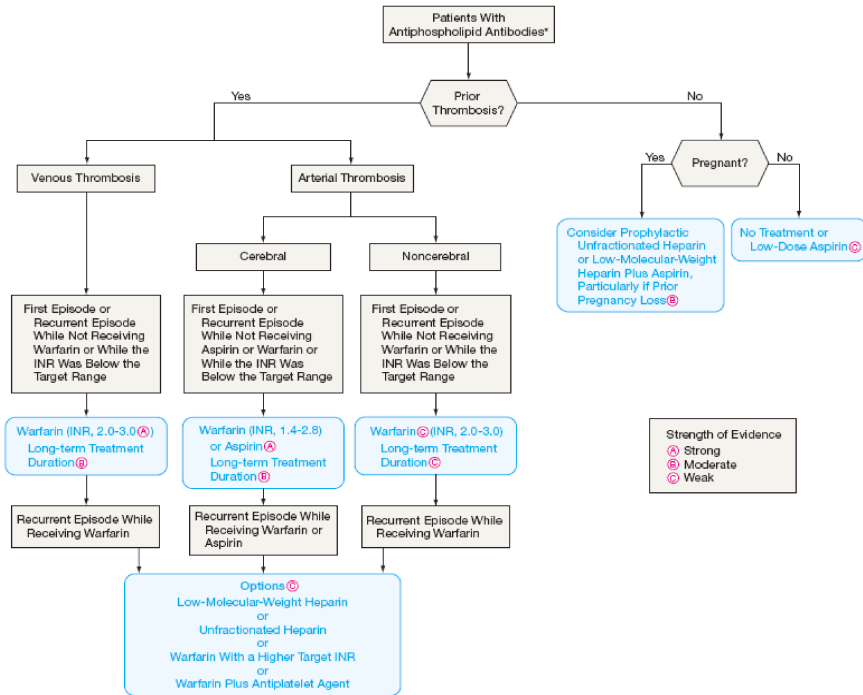 Patients With
Antiphospholipid Antibodies*
Prior
Thrombosis?
Yes
No
Venous Thrombosis
Arterial Thrombosis
Yes
Pregnant?
No
Cerebral
Noncerebral
Consider Prophylactic
Unfractionated Heparin
or Low-Molecular-Weight
Heparin Plus Aspirin,
Particularly if Prior
Pregnancy Loss Ⓑ
No Treatment or
Low-Dose Aspirin Ⓒ
First Episode or
Recurrent Episode
While Not Receiving
Warfarin or While the
INR Was Below the
Target Range
First Episode or
Recurrent Episode
While Not Receiving
Aspirin or Warfarin or
While the INR Was
Below the Target Range
First Episode or
Recurrent Episode
While Not Receiving
Warfarin or While the
INR Was Below the
Target Range
Warfarin (INR, 2.0-3.0 Ⓐ)
Long-term Treatment
Duration Ⓑ
Warfarin (INR, 1.4-2.8)
or Aspirin Ⓐ
Long-term Treatment
Duration Ⓑ
Warfarin Ⓒ (INR, 2.0-3.0)
Long-term Treatment
Duration Ⓒ
Strength of Evidence
Ⓐ Strong
Ⓑ Moderate
Ⓒ Weak
Recurrent Episode While
Receiving Warfarin
Recurrent Episode While
Receiving Warfarin or
Aspirin
Recurrent Episode While
Receiving Warfarin
Options Ⓒ
Low-Molecular-Weight Heparin
or
Unfractionated Heparin
or
Warfarin With a Higher Target INR
or
Warfarin Plus Antiplatelet Agent